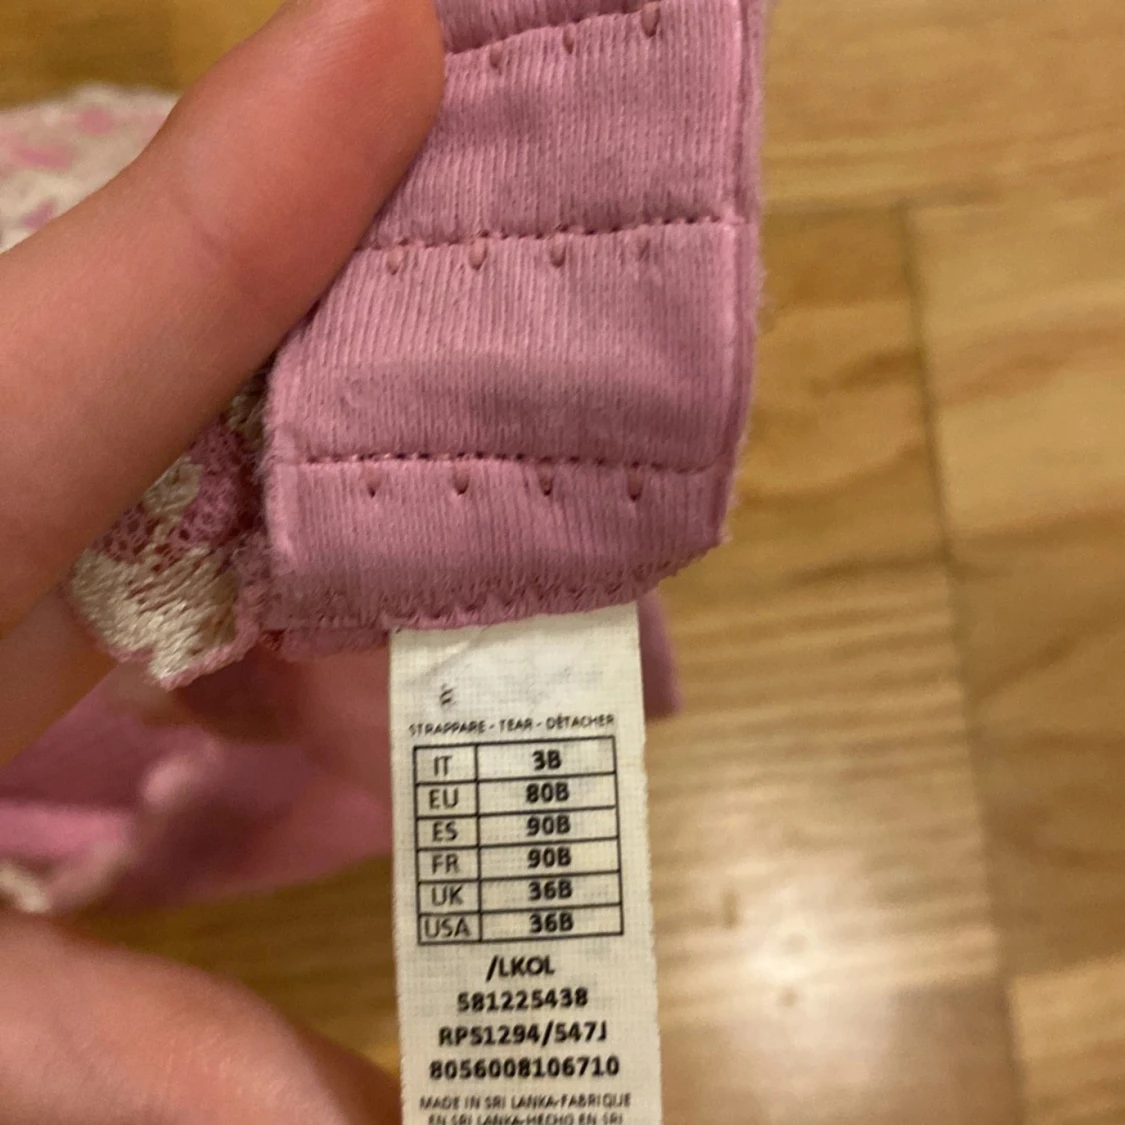 STRAPPARE - TEAR - DÉTACHER
IT 3B
EU 80B
ES 90B
FR 90B
UK 36B
USA 36B
/LKOL
581225438
RPS1294/547J
8056008106710
MADE IN SRI LANKA-FABRIQUE
EN SRI LANKA-HECHO EN SRI